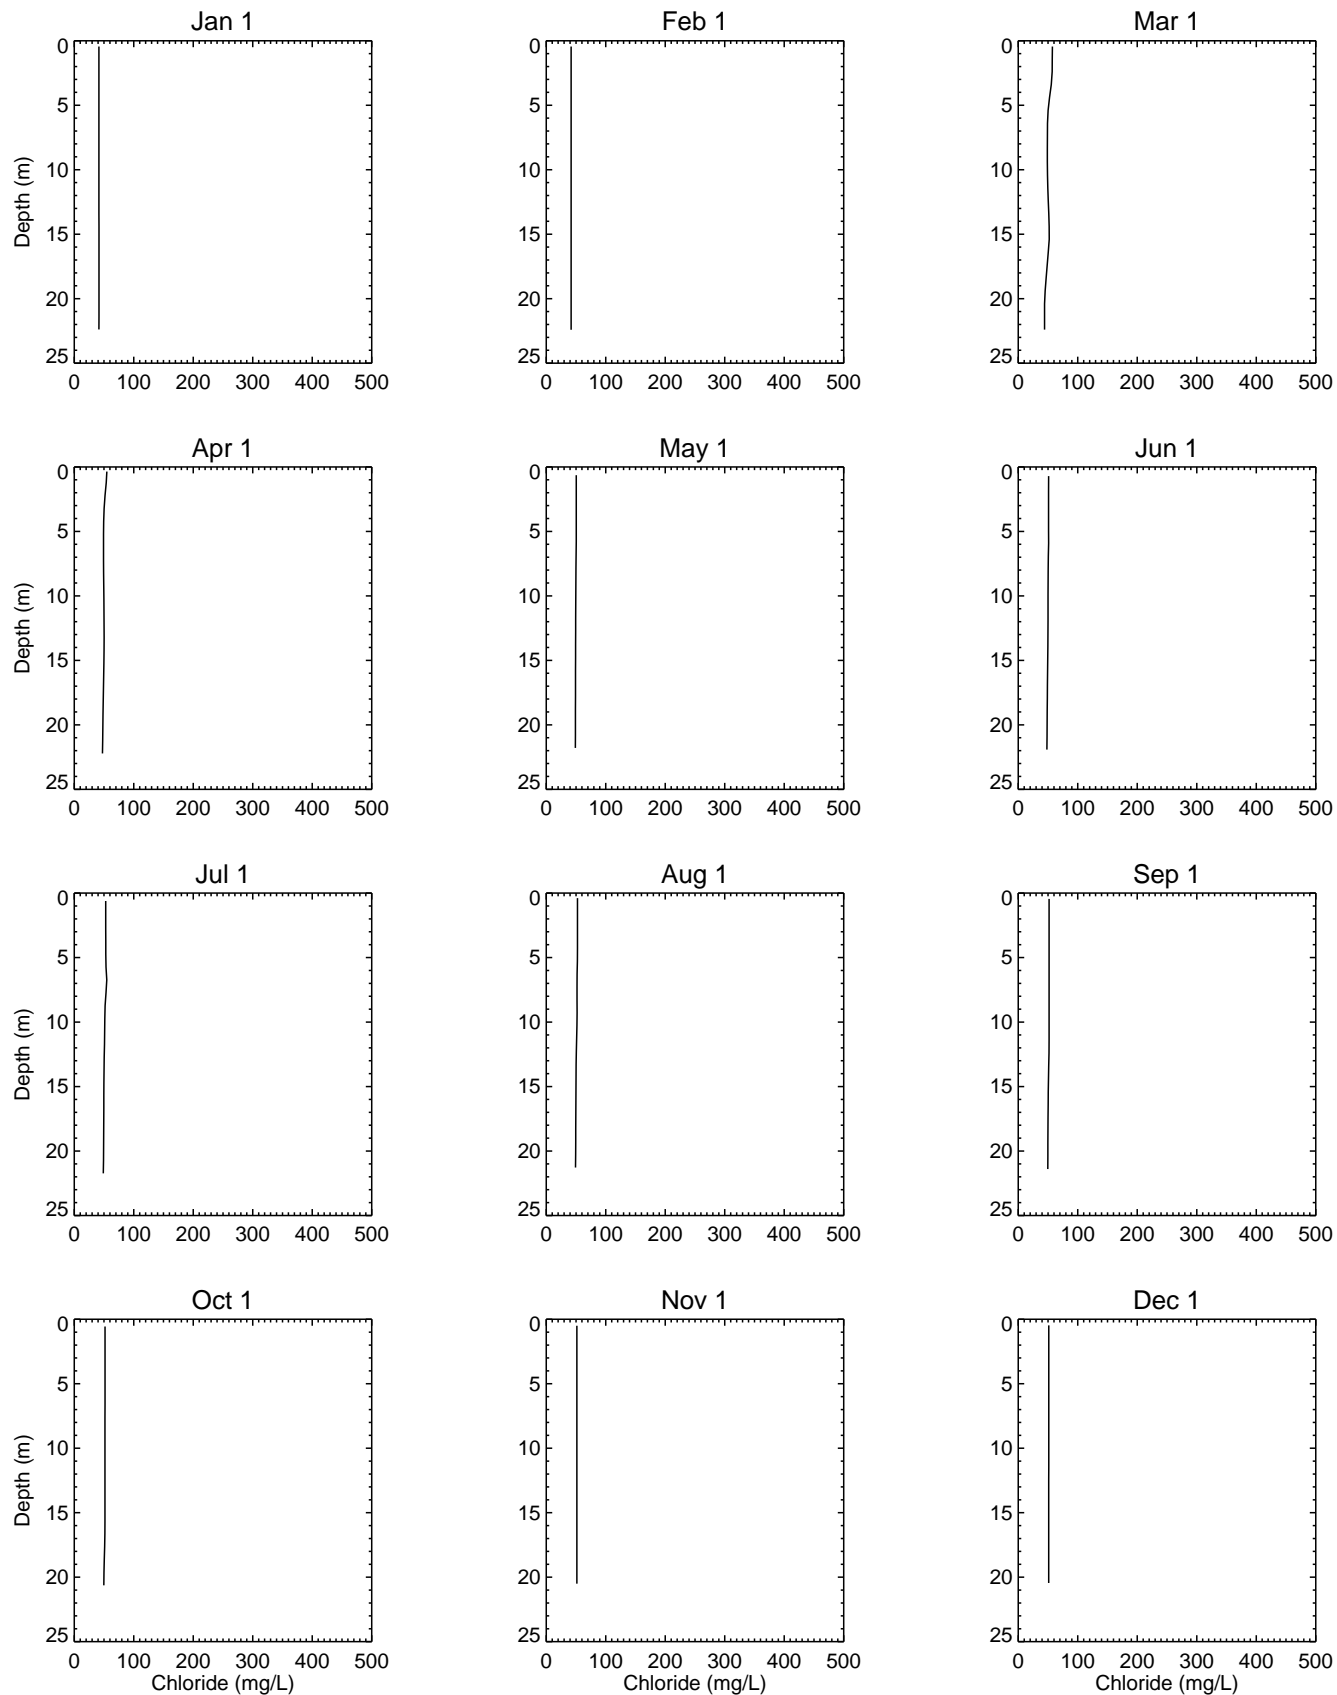 Jan 1 Feb 1 Mar 1
0 0 0
5 5 5
Depth (m) 10 10 10
15 15 15
20 20 20
25 25 25
0 100 200 300 400 500 0 100 200 300 400 500 0 100 200 300 400 500
Apr 1 May 1 Jun 1
0 0 0
5 5 5
Depth (m) 10 10 10
15 15 15
20 20 20
25 25 25
0 100 200 300 400 500 0 100 200 300 400 500 0 100 200 300 400 500
Jul 1 Aug 1 Sep 1
0 0 0
5 5 5
Depth (m) 10 10 10
15 15 15
20 20 20
25 25 25
0 100 200 300 400 500 0 100 200 300 400 500 0 100 200 300 400 500
Oct 1 Nov 1 Dec 1
0 0 0
5 5 5
Depth (m) 10 10 10
15 15 15
20 20 20
25 25 25
0 100 200 300 400 500 0 100 200 300 400 500 0 100 200 300 400 500
Chloride (mg/L) Chloride (mg/L) Chloride (mg/L)